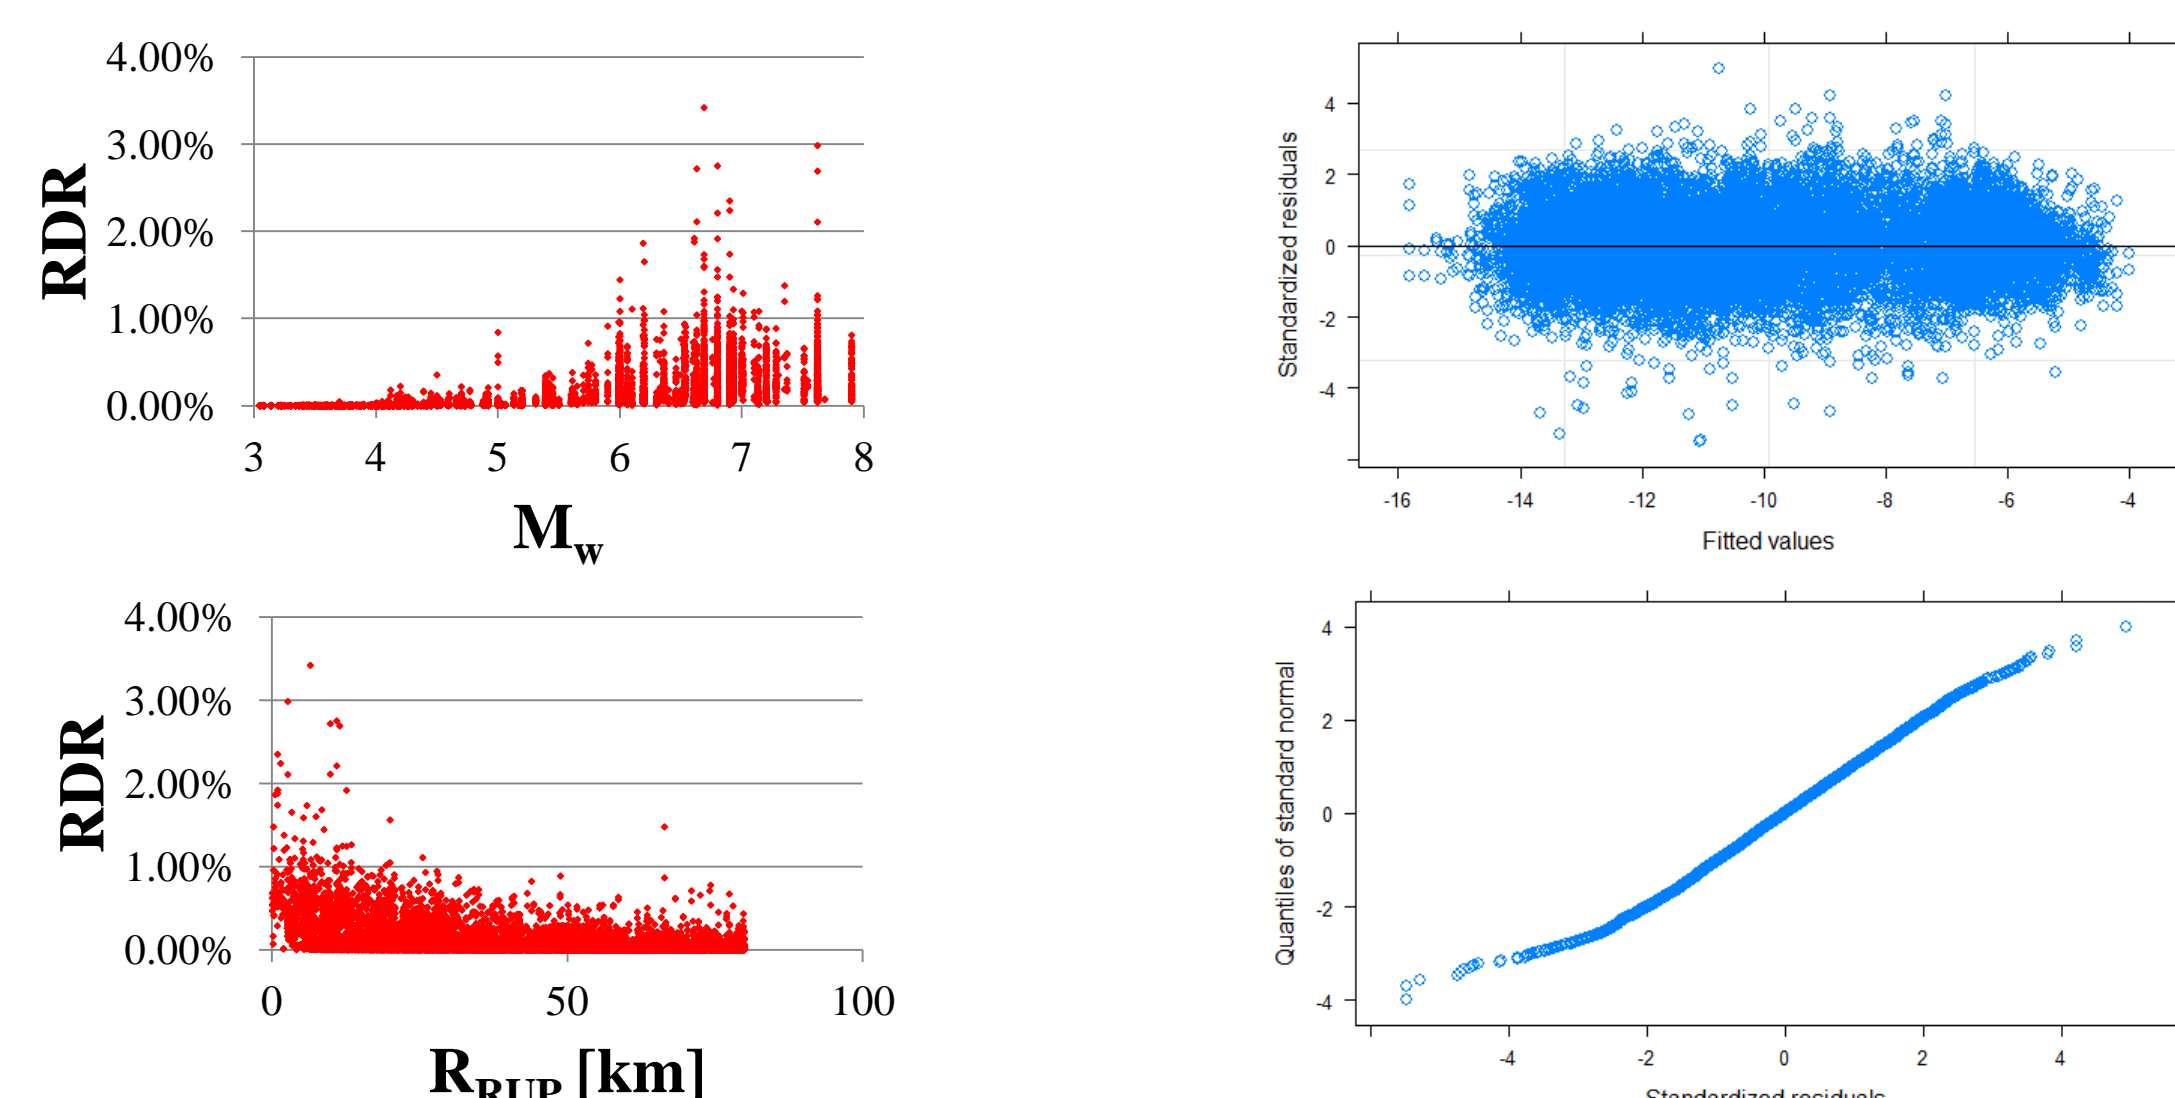 4.00%
3.00%
2.00%
1.00%
0.00%
RDR
3 4 5 6 7 8
Mw
4.00%
3.00%
2.00%
1.00%
0.00%
RDR
0 50 100
RRUP [km]
4
2
0
-2
-4
Standardized residuals
-16 -14 -12 -10 -8 -6 -4
Fitted values
4
2
0
-2
-4
Quantiles of standard normal
-4 -2 0 2 4
Standardized residuals